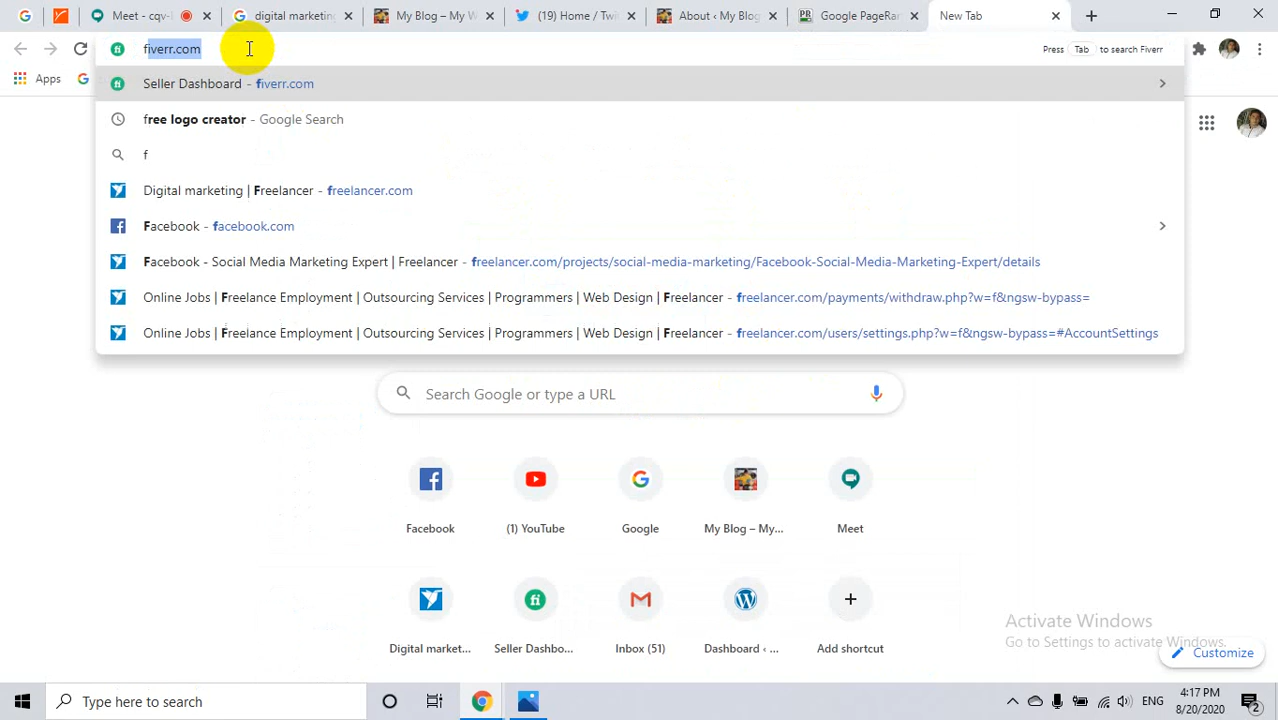 Meet - cqv-i
digital marketin
My Blog – My W
(19) Home / Twi
About – My Blog
Google PageRan
New Tab
fiverr.com
Press Tab to search Fiverr
Apps
Seller Dashboard - fiverr.com
free logo creator - Google Search
f
Digital marketing | Freelancer - freelancer.com
Facebook - facebook.com
Facebook - Social Media Marketing Expert | Freelancer - freelancer.com/projects/social-media-marketing/Facebook-Social-Media-Marketing-Expert/details
Online Jobs | Freelance Employment | Outsourcing Services | Programmers | Web Design | Freelancer - freelancer.com/payments/withdraw.php?w=f&ngsw-bypass=
Online Jobs | Freelance Employment | Outsourcing Services | Programmers | Web Design | Freelancer - freelancer.com/users/settings.php?w=f&ngsw-bypass=#AccountSettings
Search Google or type a URL
Facebook
(1) YouTube
Google
My Blog – My...
Meet
Digital market...
Seller Dashbo...
Inbox (51)
Dashboard ‹ ...
Add shortcut
Activate Windows
Go to Settings to activate Windows.
Customize
Type here to search
ENG
4:17 PM
8/20/2020
2